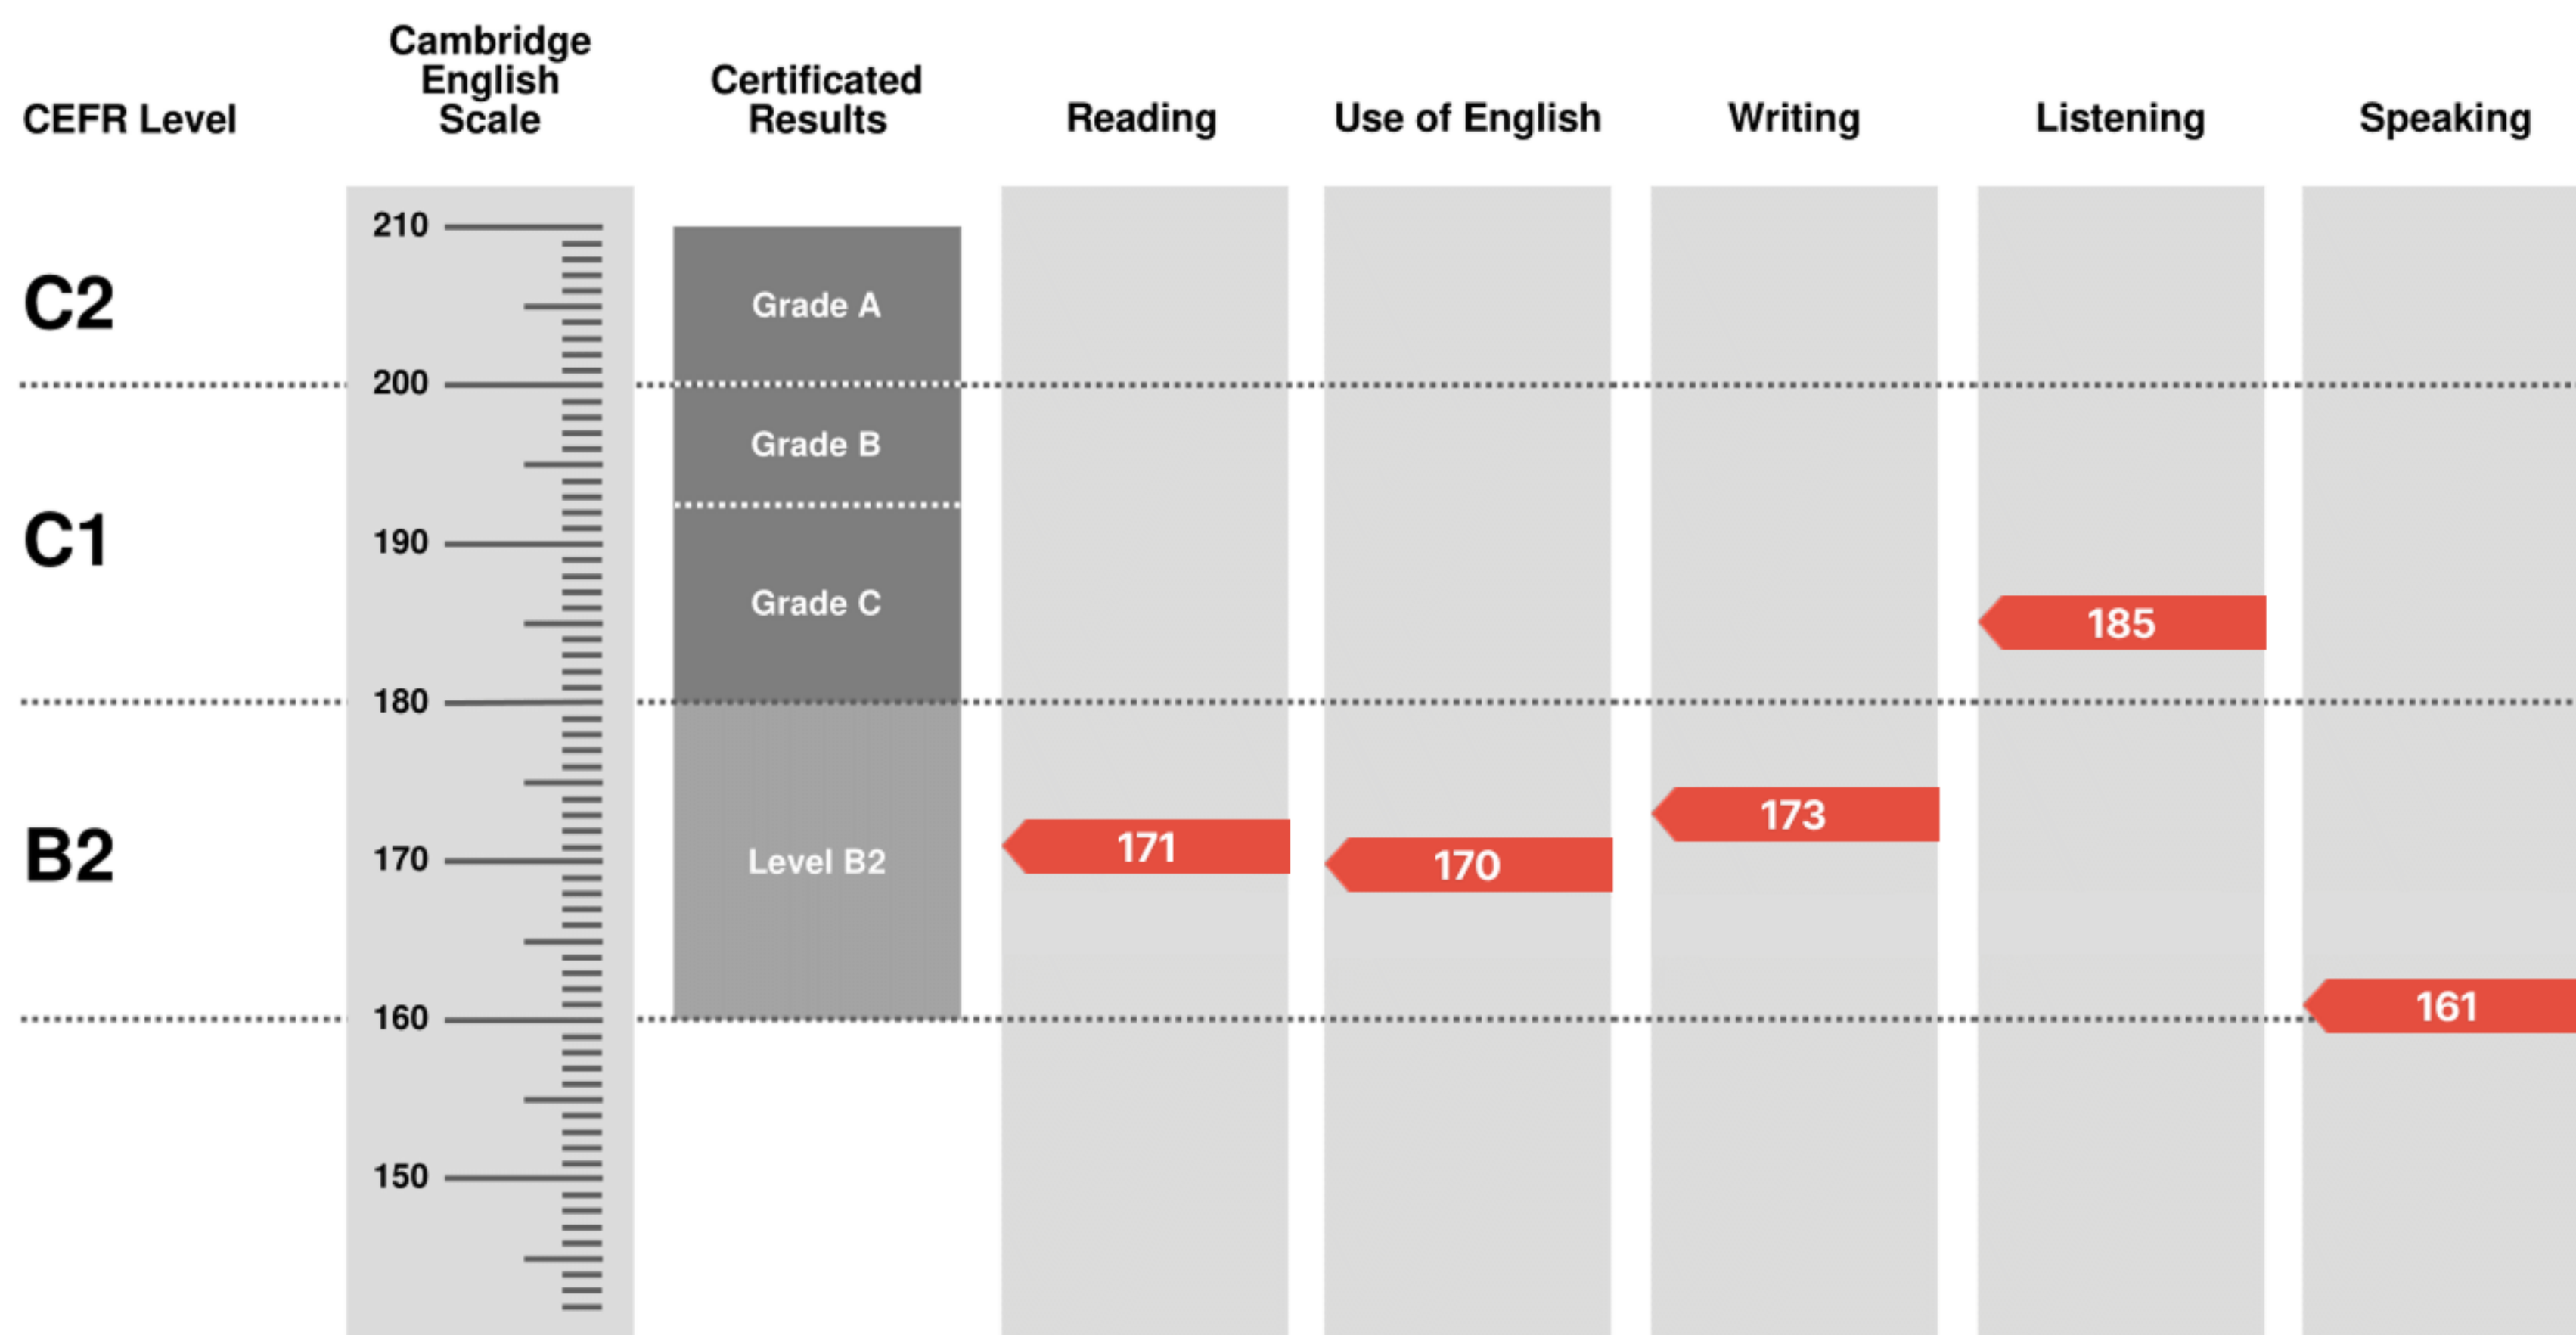 CEFR Level
Cambridge
English
Scale
Certificated
Results
Reading
Use of English
Writing
Listening
Speaking
C2
C1
B2
210
200
190
180
170
160
150
Grade A
Grade B
Grade C
Level B2
171
170
173
185
161